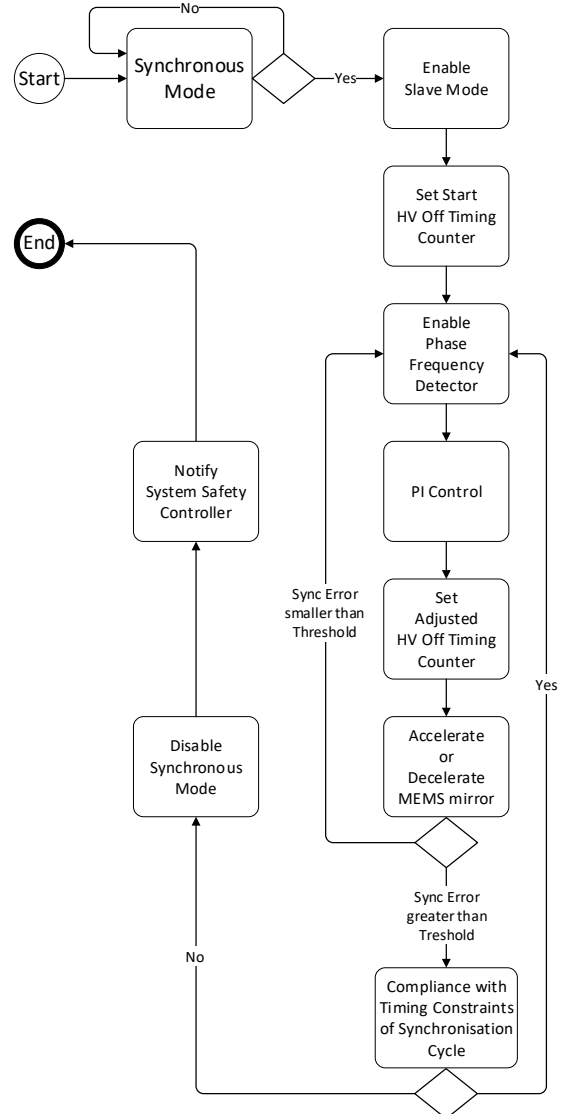 No
Start
Synchronous
Mode
Yes
Enable
Slave Mode
Set Start
HV Off Timing
Counter
End
Enable
Phase
Frequency
Detector
Notify
System Safety
Controller
PI Control
Sync Error
smaller than
Threshold
Set
Adjusted
HV Off Timing
Counter
Yes
Disable
Synchronous
Mode
Accelerate
or
Decelerate
MEMS mirror
Sync Error
greater than
Treshold
No
Compliance with
Timing Constraints
of Synchronisation
Cycle